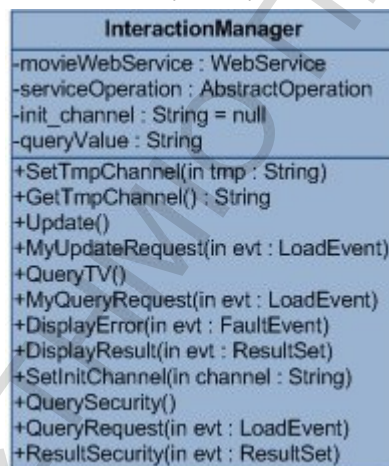 InteractionManager
-movieWebService : WebService
-serviceOperation : AbstractOperation
-init_channel : String = null
-queryValue : String
+SetTmpChannel(in tmp : String)
+GetTmpChannel() : String
+Update()
+MyUpdateRequest(in evt : LoadEvent)
+QueryTV()
+MyQueryRequest(in evt : LoadEvent)
+DisplayError(in evt : FaultEvent)
+DisplayResult(in evt : ResultSet)
+SetInitChannel(in channel : String)
+QuerySecurity()
+QueryRequest(in evt : LoadEvent)
+ResultSecurity(in evt : ResultSet)